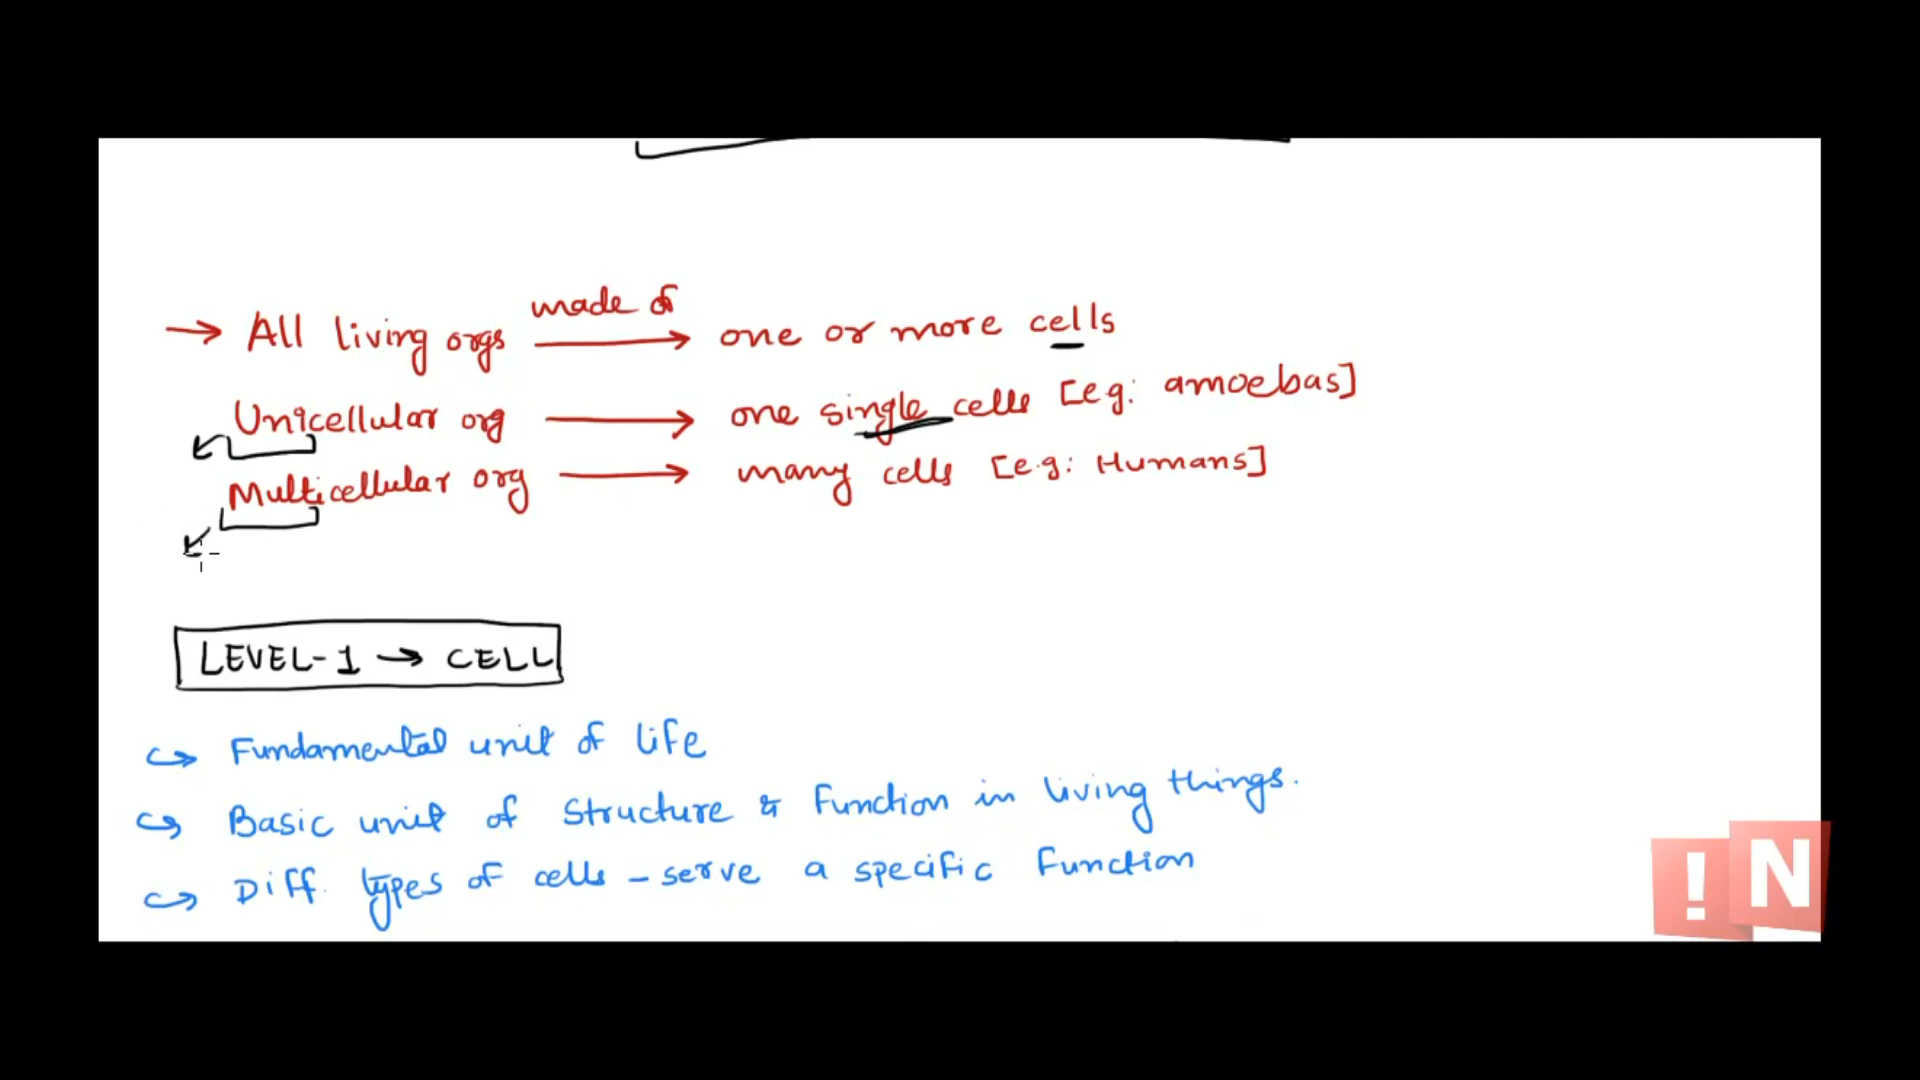 → All living orgs made of → one or more cells
Unicellular org → one single cells [eg: amoebas]
Multicellular org → many cells [e.g: Humans]
LEVEL-1 → CELL
↪ Fundamental unit of life
↪ Basic unit of structure & function in living things.
↪ Diff. types of cells - serve a specific function
!N